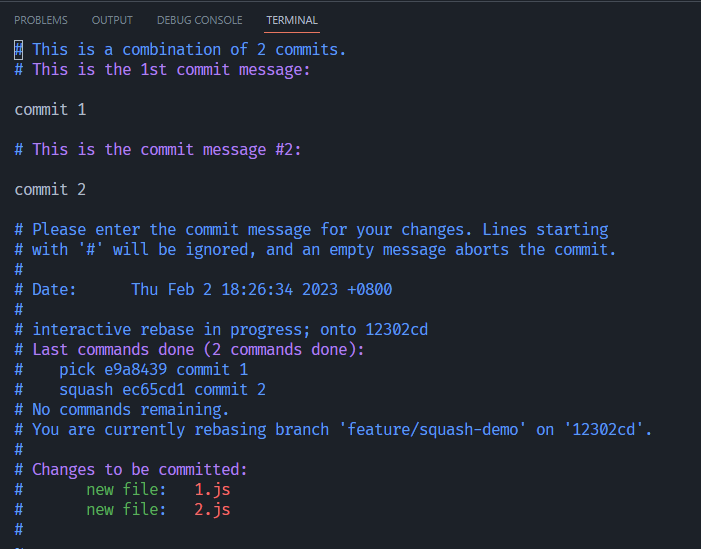 PROBLEMS OUTPUT DEBUG CONSOLE TERMINAL
# This is a combination of 2 commits.
# This is the 1st commit message:
commit 1
# This is the commit message #2:
commit 2
# Please enter the commit message for your changes. Lines starting
# with '#' will be ignored, and an empty message aborts the commit.
#
# Date:      Thu Feb 2 18:26:34 2023 +0800
#
# interactive rebase in progress; onto 12302cd
# Last commands done (2 commands done):
#    pick e9a8439 commit 1
#    squash ec65cd1 commit 2
# No commands remaining.
# You are currently rebasing branch 'feature/squash-demo' on '12302cd'.
#
# Changes to be committed:
#       new file:   1.js
#       new file:   2.js
#